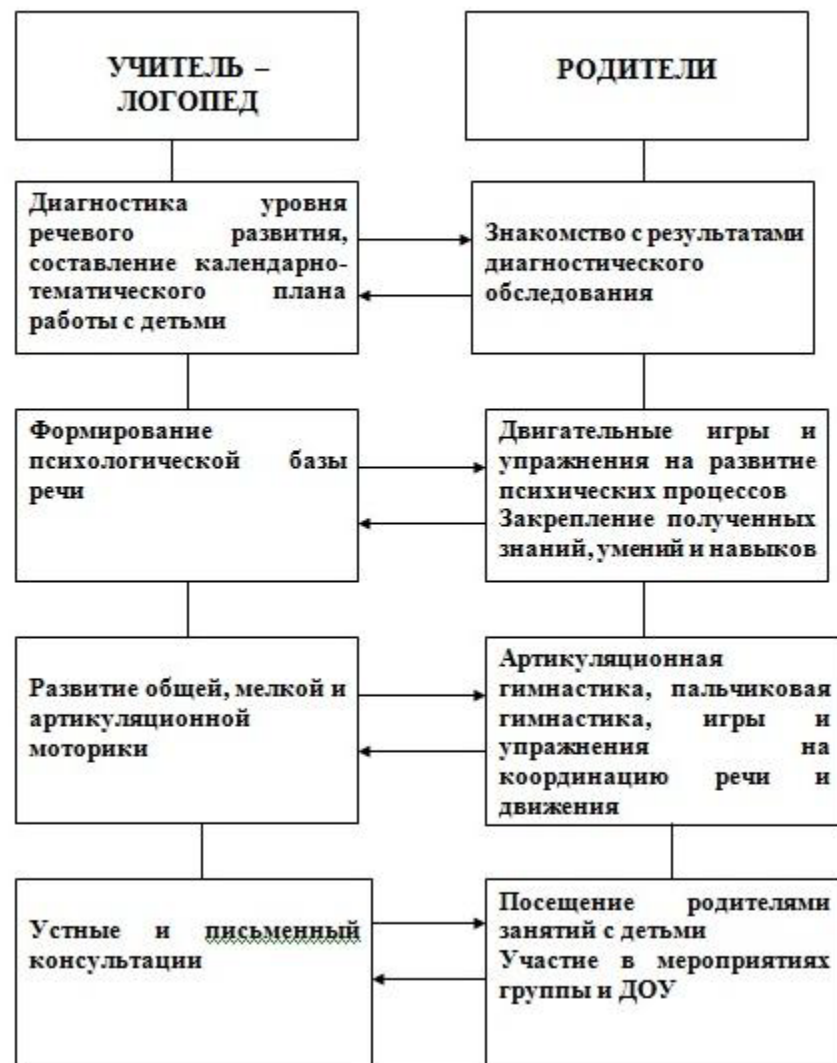 УЧИТЕЛЬ –
ЛОГОПЕД
РОДИТЕЛИ
Диагностика уровня
речевого развития,
составление календарно-
тематического плана
работы с детьми
Знакомство с результатами
диагностического
обследования
Формирование
психологической базы
речи
Двигательные игры и
упражнения на развитие
психических процессов
Закрепление полученных
знаний, умений и навыков
Развитие общей, мелкой и
артикуляционной
моторики
Артикуляционная
гимнастика, пальчиковая
гимнастика, игры и
упражнения на
координацию речи и
движения
Устные и письменный
консультации
Посещение родителями
занятий с детьми
Участие в мероприятиях
группы и ДОУ